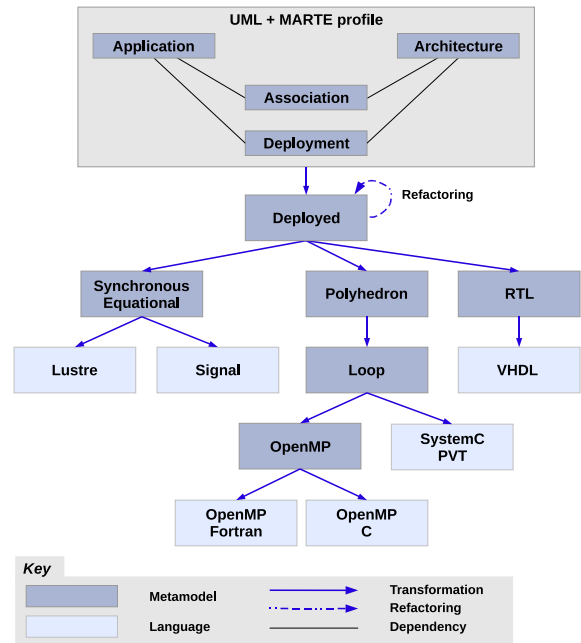 UML + MARTE profile
Application
Architecture
Association
Deployment
Refactoring
Deployed
Synchronous
Equational
Polyhedron
RTL
Lustre
Signal
Loop
VHDL
OpenMP
SystemC
PVT
OpenMP
Fortran
OpenMP
C
Key
Metamodel
Transformation
Refactoring
Language
Dependency